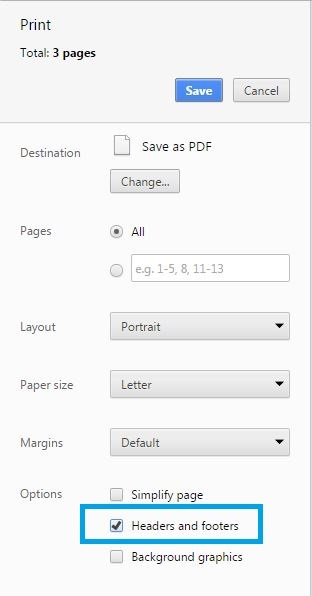 Print
Total: 3 pages
Save Cancel
Destination Save as PDF
Change...
Pages All
e.g. 1-5, 8, 11-13
Layout Portrait
Paper size Letter
Margins Default
Options Simplify page
Headers and footers
Background graphics